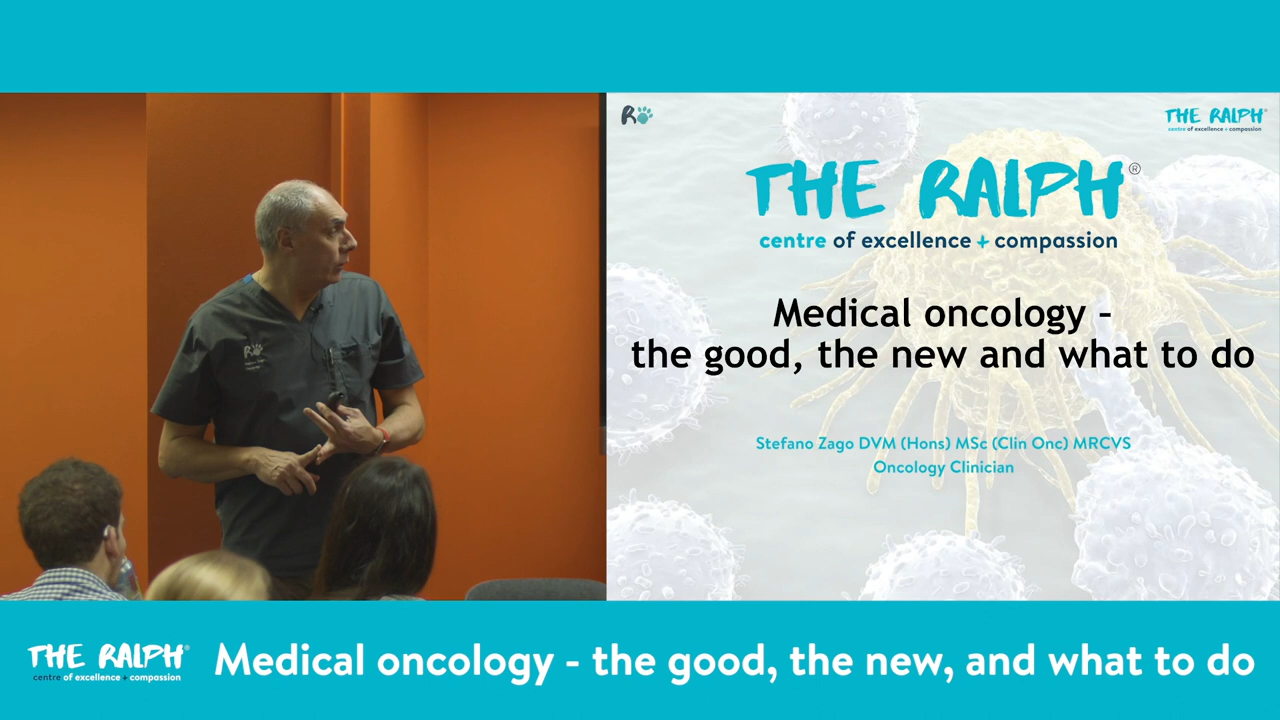 R
THE RALPH®
centre of excellence + compassion
THE RALPH®
centre of excellence + compassion
Medical oncology –
the good, the new and what to do
Stefano Zago DVM (Hons) MSc (Clin Onc) MRCVS
Oncology Clinician
R
THE RALPH®
centre of excellence + compassion
Medical oncology - the good, the new, and what to do